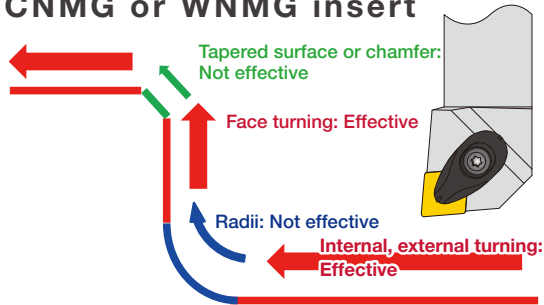 CNMG or WNMG insert
Tapered surface or chamfer:
Not effective
Face turning: Effective
Radii: Not effective
Internal, external turning:
Effective